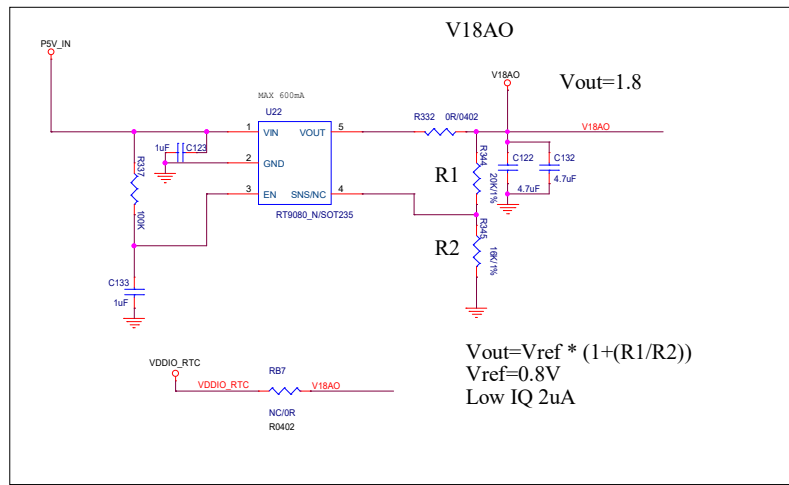 V18AO
P5V_IN
MAX 600mA
U22
V18AO
Vout=1.8
1uF
C123
1
VIN
VOUT
5
R332
0R/0402
V18AO
2
GND
R337
100K
3
EN
SNS/NC
4
RT9080_N/SOT235
R1
R344
20K/1%
C122
4.7uF
C132
4.7uF
R2
R345
16K/1%
C133
1uF
Vout=Vref * (1+(R1/R2))
Vref=0.8V
Low IQ 2uA
VDDIO_RTC
RB7
VDDIO_RTC
V18AO
NC/0R
R0402